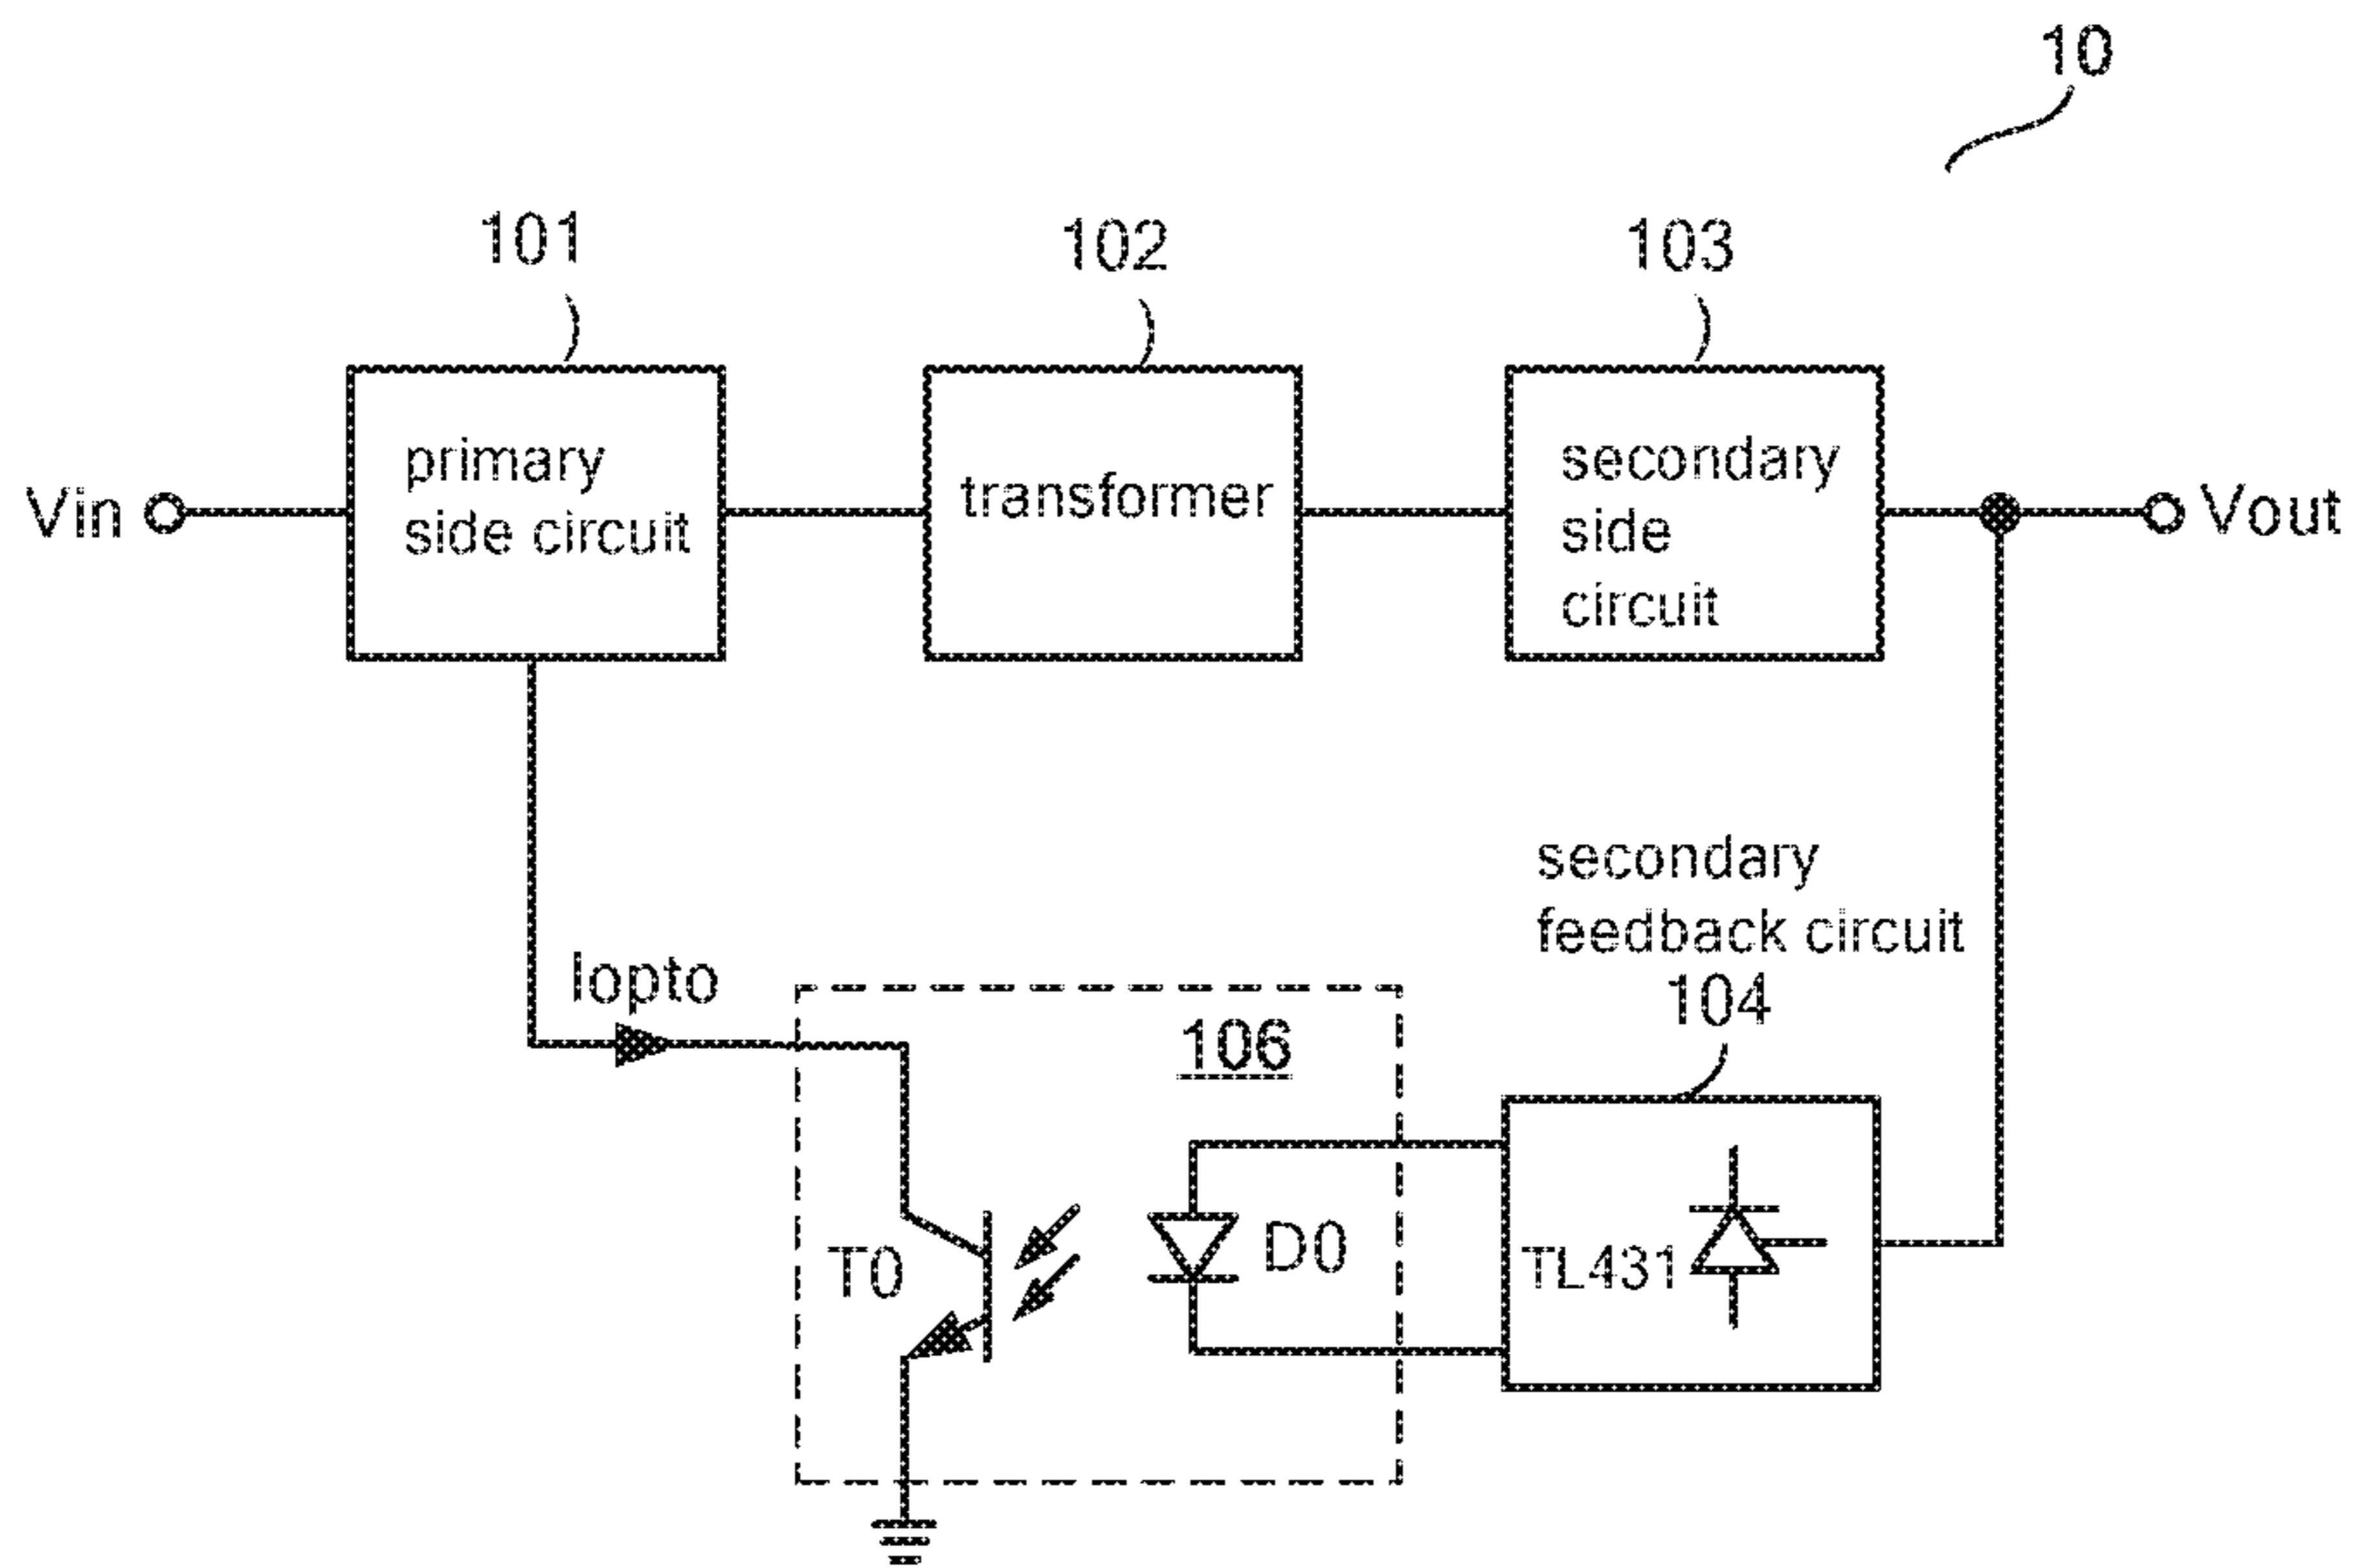 10
101
102
103
primary
side circuit
transformer
secondary
side
circuit
Vin
Vout
secondary
feedback circuit
104
Iopto
106
T0
D0
TL431